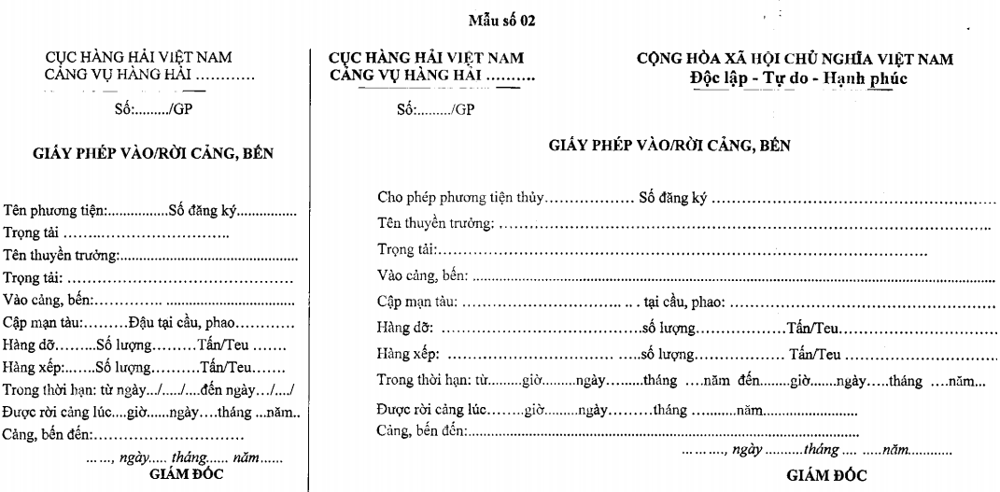 Mẫu số 02
CỤC HÀNG HẢI VIỆT NAM
CẢNG VỤ HÀNG HẢI ............
Số:........./GP
GIẤY PHÉP VÀO/RỜI CẢNG, BẾN
Tên phương tiện:................Số đăng ký................
Trọng tải ……...……………………….
Tên thuyền trưởng:...............................................
Trọng tải: ……………………………………
Vào cảng, bến:…………. ...................................
Cập mạn tàu:………Đậu tại cầu, phao…………
Hàng dỡ……...Số lượng………Tấn/Teu …….
Hàng xếp:….…Số lượng………Tấn/Teu…….
Trong thời hạn: từ ngày.../...../....đến ngày…/…./
Được rời cảng lúc....giờ......ngày….tháng ...năm..
Cảng, bến đến:……………………….
... ..., ngày..... tháng...... năm......
GIÁM ĐỐC
CỤC HÀNG HẢI VIỆT NAM
CẢNG VỤ HÀNG HẢI ..........
Số:........./GP
CỘNG HÒA XÃ HỘI CHỦ NGHĨA VIỆT NAM
Độc lập - Tự do - Hạnh phúc
GIẤY PHÉP VÀO/RỜI CẢNG, BẾN
Cho phép phương tiện thủy……………… Số đăng ký ……………………………………
Tên thuyền trưởng: ………………………………………………………………………..
Trọng tải:……………………………………………………………………
Vào cảng, bến: ................................................................................................
Cập mạn tàu: ………………………… .. . tại cầu, phao: ………………………………
Hàng dỡ: ……………………………………số lượng………………Tấn/Teu……………………
Hàng xếp: …………………………… …..số lượng……………… Tấn/Teu ……………………
Trong thời hạn: từ.........giờ.......ngày….....tháng ….năm đến........giờ.......ngày…..tháng ….năm...
Được rời cảng lúc…….giờ.........ngày………tháng ............năm.........................
Cảng, bến đến:.........................................................................................
... ... ..., ngày ..........tháng .... .....năm............
GIÁM ĐỐC